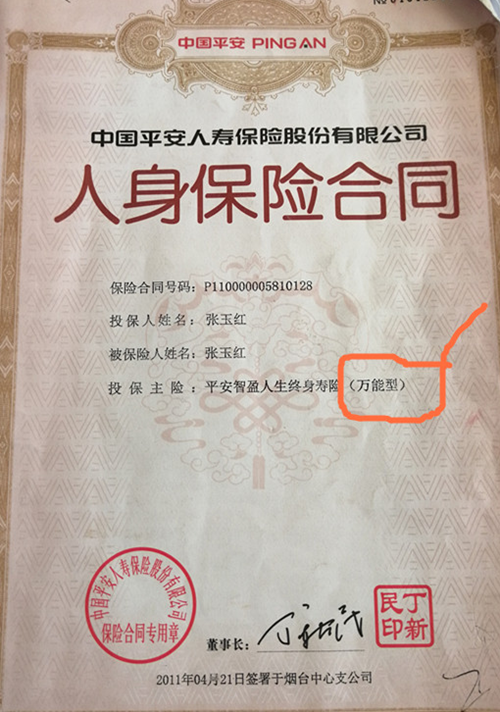 中国平安 PING AN
中国平安人寿保险股份有限公司
人身保险合同
保险合同号码：P110000005810128
投保人姓名：张玉红
被保险人姓名：张玉红
投保主险：平安智盈人生终身寿险（万能型）
中国平安人寿保险股份有限公司
保险合同专用章
董事长：
丁新民印
2011年04月21日签署于烟台中心支公司